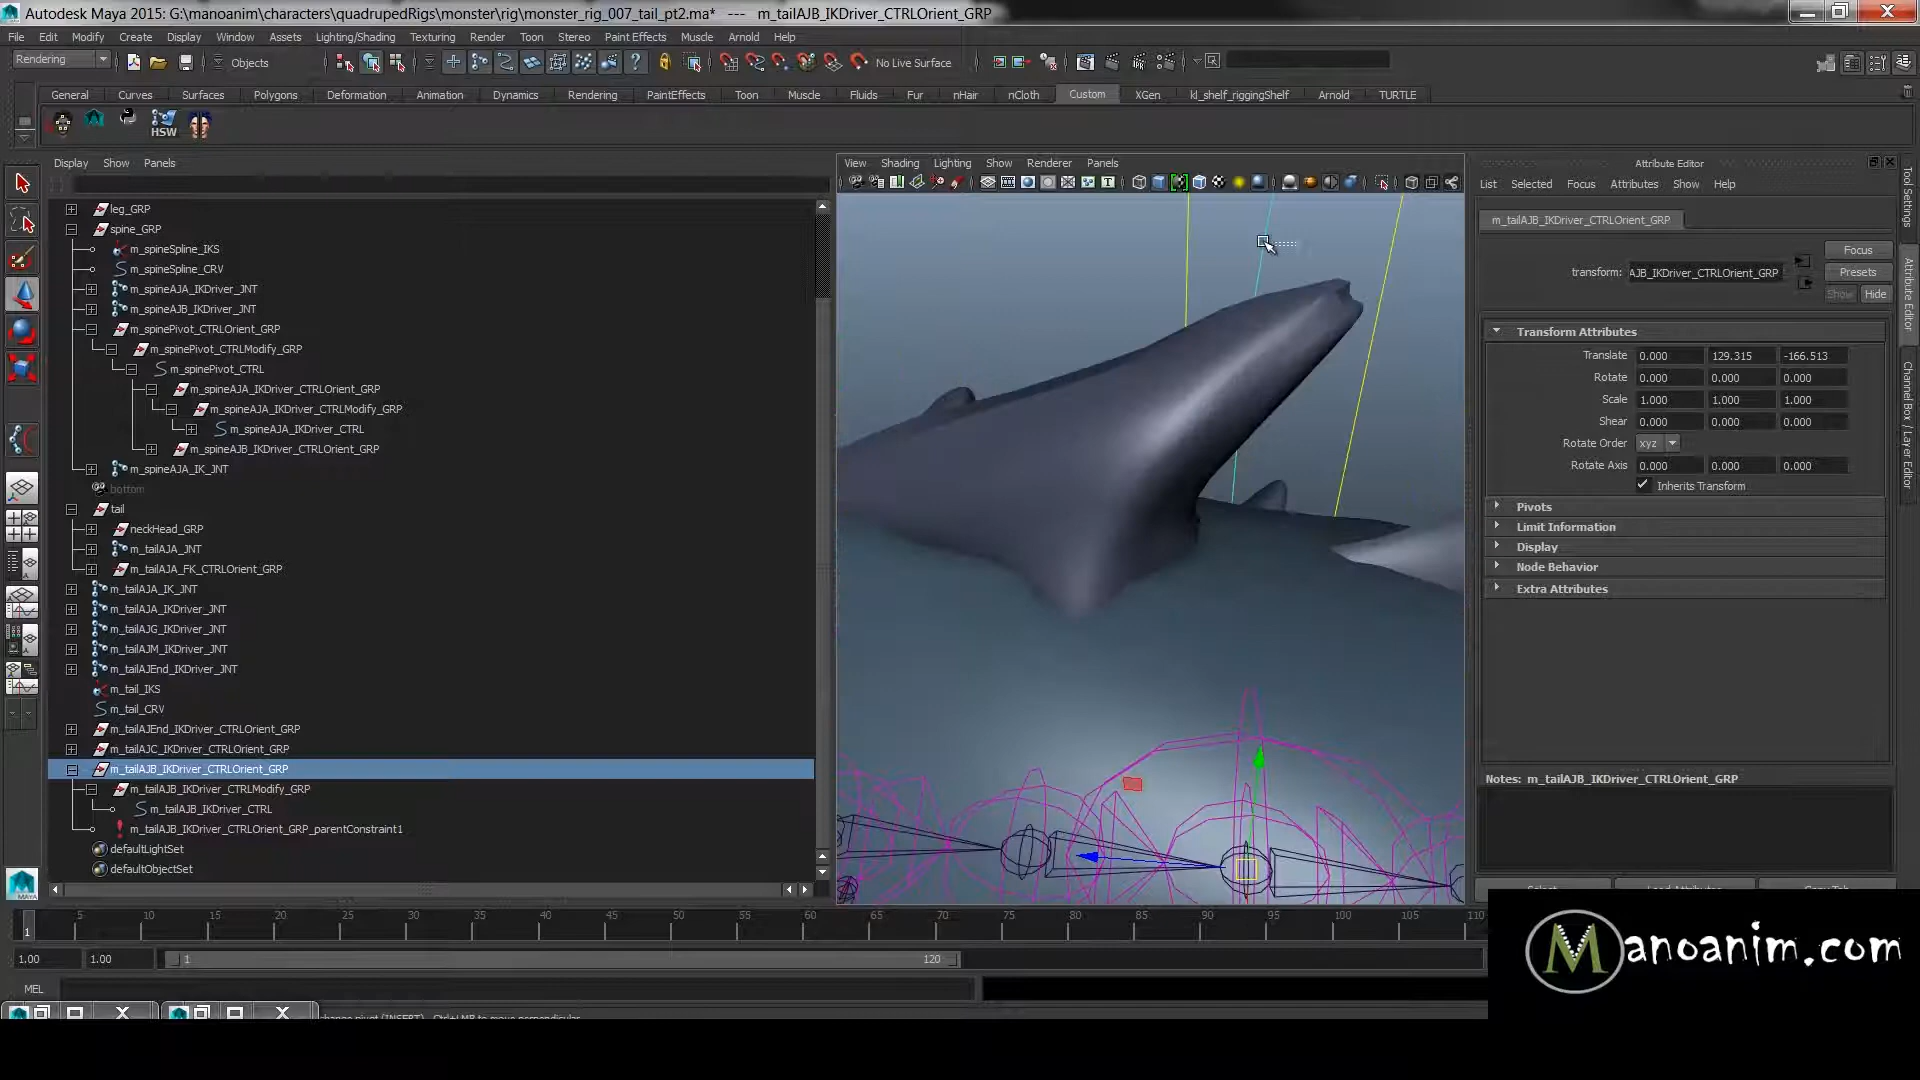 Autodesk Maya 2015: G:\manoanim\characters\quadrupedRigs\monster\rig\monster_rig_007_tail_pt2.ma*  ---  m_tailAJB_IKDriver_CTRLOrient_GRP
File Edit Modify Create Display Window Assets Lighting/Shading Texturing Render Toon Stereo Paint Effects Muscle Arnold Help
Rendering Objects No Live Surface
General Curves Surfaces Polygons Deformation Animation Dynamics Rendering PaintEffects Toon Muscle Fluids Fur nHair nCloth Custom XGen kl_shelf_riggingShelf Arnold TURTLE
HSW
Display Show Panels
leg_GRP
spine_GRP
m_spineSpline_IKS
m_spineSpline_CRV
m_spineAJA_IKDriver_JNT
m_spineAJB_IKDriver_JNT
m_spinePivot_CTRLOrient_GRP
m_spinePivot_CTRLModify_GRP
m_spinePivot_CTRL
m_spineAJA_IKDriver_CTRLOrient_GRP
m_spineAJA_IKDriver_CTRLModify_GRP
m_spineAJA_IKDriver_CTRL
m_spineAJB_IKDriver_CTRLOrient_GRP
m_spineAJA_IK_JNT
bottom
tail
neckHead_GRP
m_tailAJA_JNT
m_tailAJA_FK_CTRLOrient_GRP
m_tailAJA_IK_JNT
m_tailAJA_IKDriver_JNT
m_tailAJG_IKDriver_JNT
m_tailAJM_IKDriver_JNT
m_tailAJEnd_IKDriver_JNT
m_tail_IKS
m_tail_CRV
m_tailAJEnd_IKDriver_CTRLOrient_GRP
m_tailAJC_IKDriver_CTRLOrient_GRP
m_tailAJB_IKDriver_CTRLOrient_GRP
m_tailAJB_IKDriver_CTRLModify_GRP
m_tailAJB_IKDriver_CTRL
m_tailAJB_IKDriver_CTRLOrient_GRP_parentConstraint1
defaultLightSet
defaultObjectSet
View Shading Lighting Show Renderer Panels
Attribute Editor
List Selected Focus Attributes Show Help
m_tailAJB_IKDriver_CTRLOrient_GRP
Focus
transform: AJB_IKDriver_CTRLOrient_GRP Presets
Show Hide
Transform Attributes
Translate 0.000 129.315 -166.513
Rotate 0.000 0.000 0.000
Scale 1.000 1.000 1.000
Shear 0.000 0.000 0.000
Rotate Order xyz
Rotate Axis 0.000 0.000 0.000
Inherits Transform
Pivots
Limit Information
Display
Node Behavior
Extra Attributes
Notes: m_tailAJB_IKDriver_CTRLOrient_GRP
Tool Settings
Attribute Editor
Channel Box / Layer Editor
5 10 15 20 25 30 35 40 45 50 55 60 65 70 75 80 85 90 95 100 105 110
1
1.00 1.00 1 120
MEL
Manoanim.com